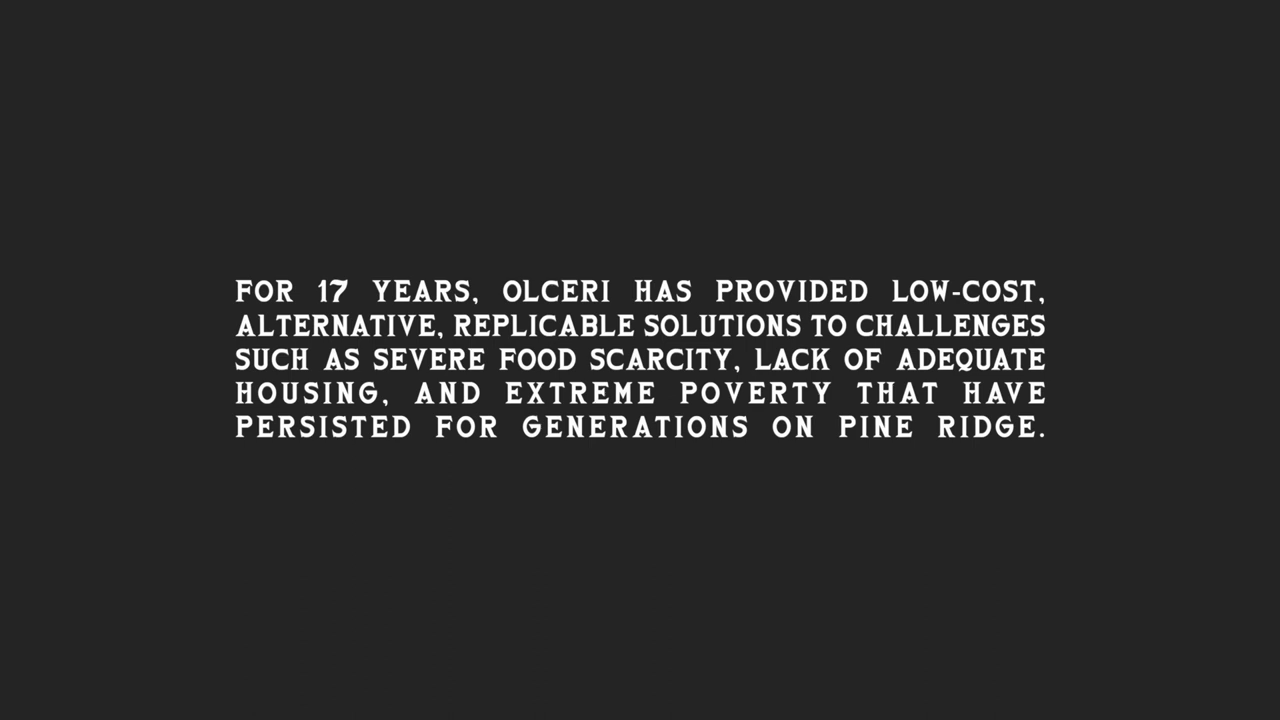 FOR 17 YEARS, OLCERI HAS PROVIDED LOW-COST,
ALTERNATIVE, REPLICABLE SOLUTIONS TO CHALLENGES
SUCH AS SEVERE FOOD SCARCITY, LACK OF ADEQUATE
HOUSING, AND EXTREME POVERTY THAT HAVE
PERSISTED FOR GENERATIONS ON PINE RIDGE.